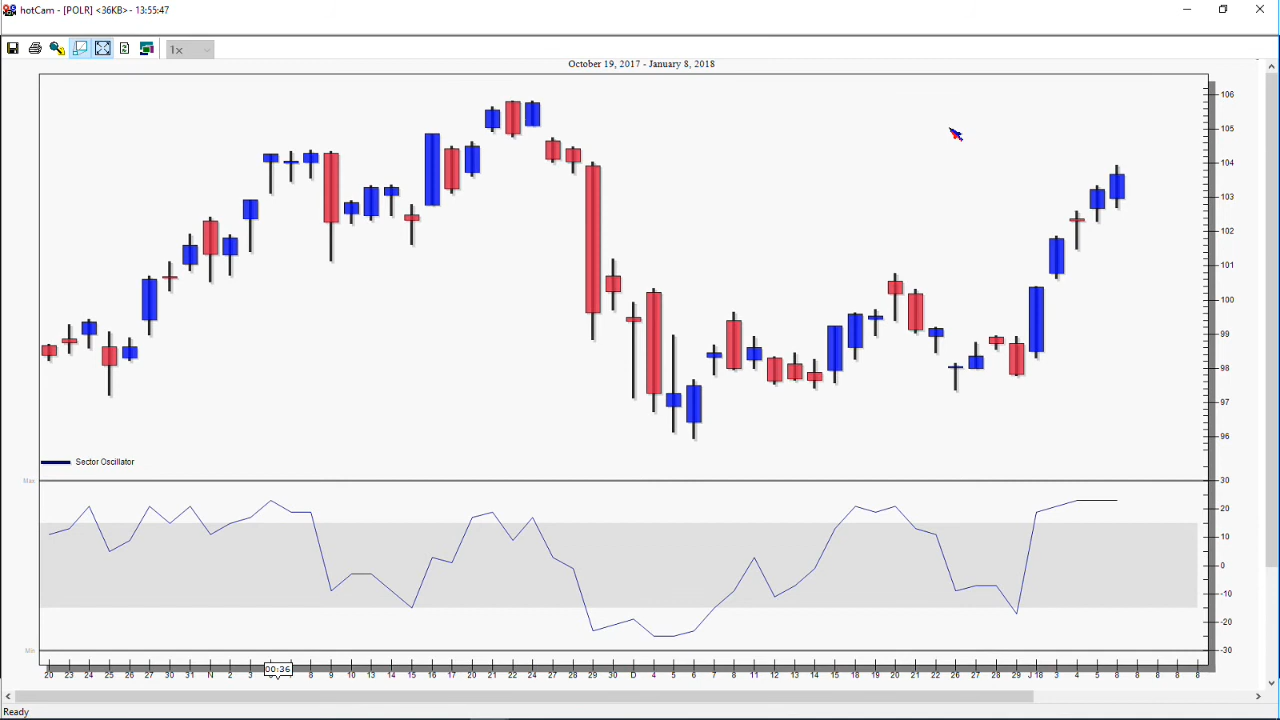 hotCam - [POLR] <36KB> - 13:55:47
1x
October 19, 2017 - January 8, 2018
106
105
104
103
102
101
100
99
98
97
96
Sector Oscillator
Max
30
20
10
0
-10
-20
Min
-30
00:36
20 23 24 25 26 27 30 31 N 2 3 8 9 10 13 14 15 16 17 20 21 22 24 27 28 29 30 D 4 5 6 7 8 11 12 13 14 15 18 19 20 21 22 26 27 28 29 J 18 3 4 5 8 8 8 8 8
Ready